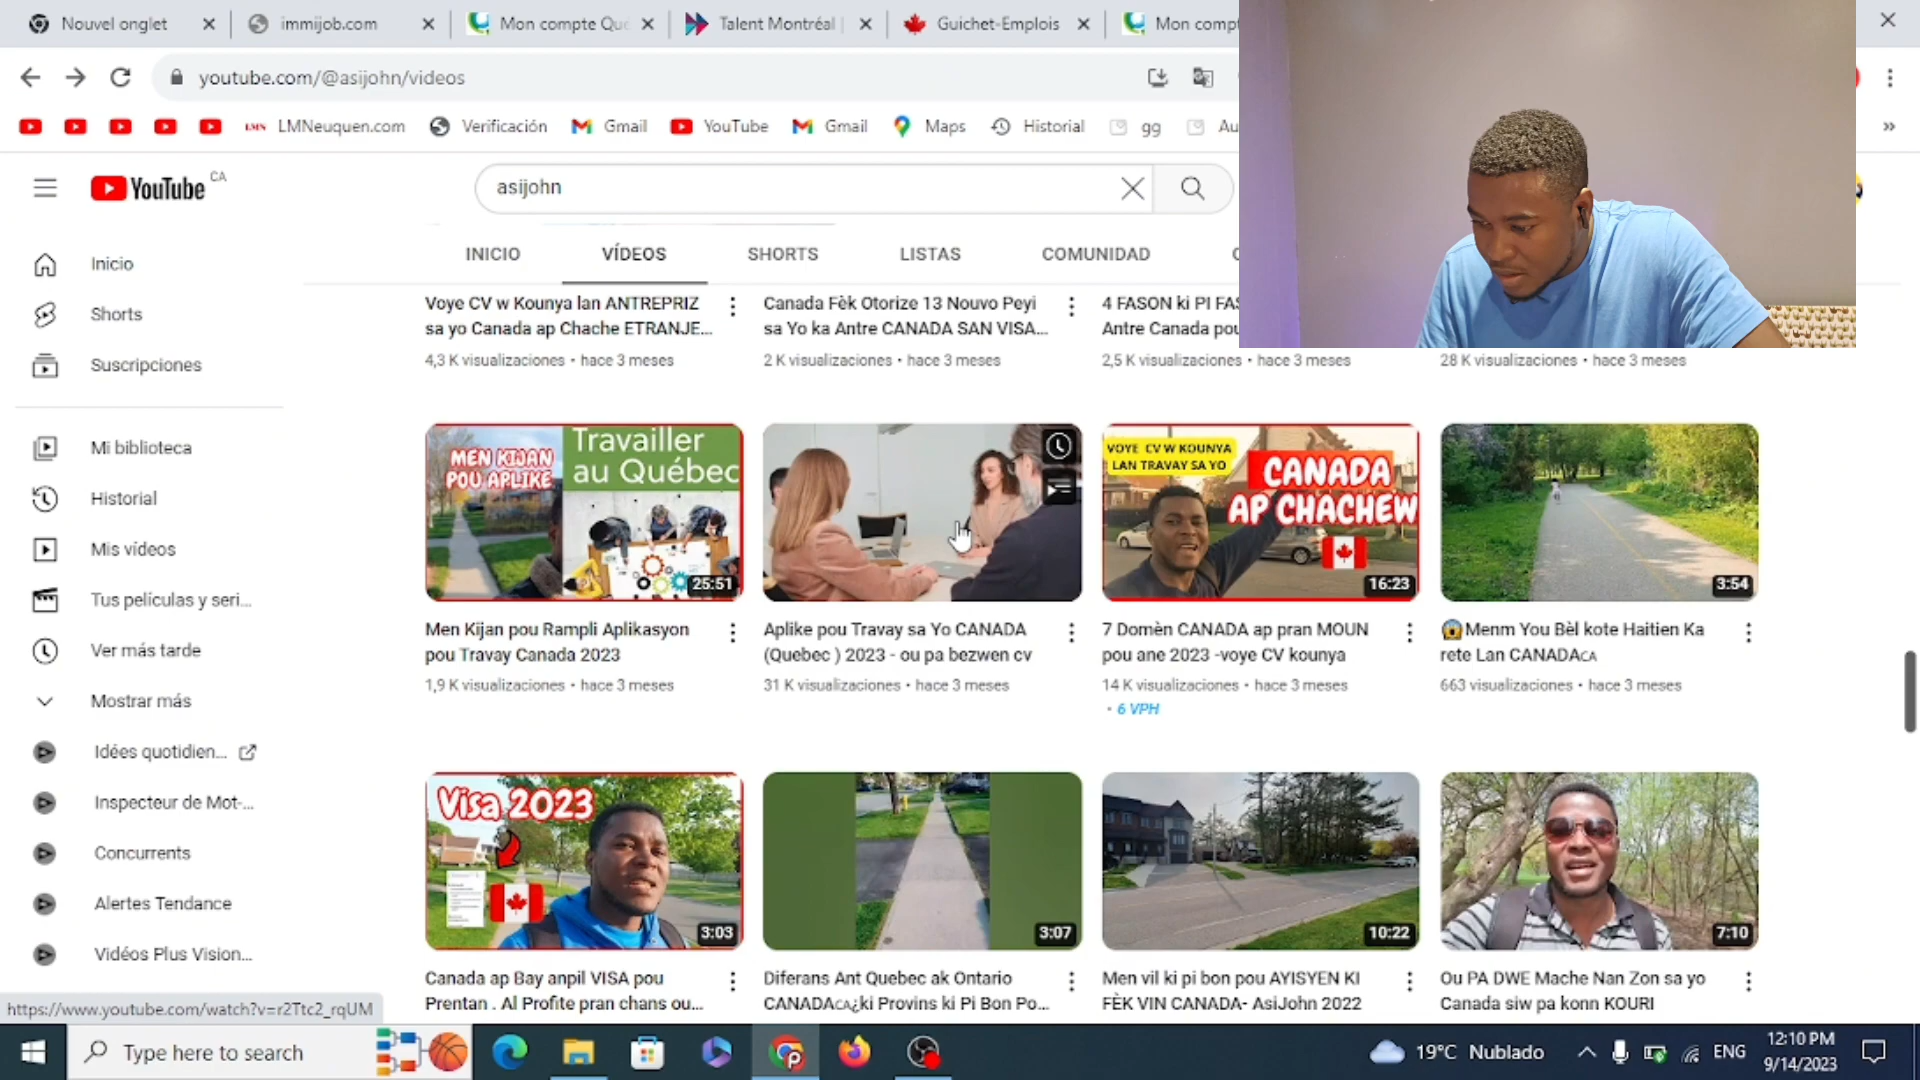 Nouvel onglet
immijob.com
Mon compte Qu
Talent Montréal |
Guichet-Emplois
Mon compt
youtube.com/@asijohn/videos
LMN LMNeuquen.com
Verificación
Gmail
YouTube
Gmail
Maps
Historial
gg
Au
YouTube CA
asijohn
INICIO
VÍDEOS
SHORTS
LISTAS
COMUNIDAD
Inicio
Shorts
Suscripciones
Mi biblioteca
Historial
Mis vídeos
Tus películas y seri...
Ver más tarde
Mostrar más
Idées quotidien...
Inspecteur de Mot-...
Concurrents
Alertes Tendance
Vidéos Plus Vision...
Voye CV w Kounya lan ANTREPRIZ
sa yo Canada ap Chache ETRANJE...
4,3 K visualizaciones • hace 3 meses
Canada Fèk Otorize 13 Nouvo Peyi
sa Yo ka Antre CANADA SAN VISA...
2 K visualizaciones • hace 3 meses
4 FASON ki PI FAS
Antre Canada pou
2,5 K visualizaciones • hace 3 meses
28 K visualizaciones • hace 3 meses
MEN KIJAN
POU APLIKE
Travailler
au Québec
25:51
Men Kijan pou Rampli Aplikasyon
pou Travay Canada 2023
1,9 K visualizaciones • hace 3 meses
Aplike pou Travay sa Yo CANADA
(Quebec ) 2023 - ou pa bezwen cv
31 K visualizaciones • hace 3 meses
VOYE CV W KOUNYA
LAN TRAVAY SA YO
CANADA
AP CHACHEW
16:23
7 Domèn CANADA ap pran MOUN
pou ane 2023 -voye CV kounya
14 K visualizaciones • hace 3 meses
• 6 VPH
3:54
😱Menm You Bèl kote Haitien Ka
rete Lan CANADA🇨🇦
663 visualizaciones • hace 3 meses
Visa 2023
3:03
Canada ap Bay anpil VISA pou
Prentan . Al Profite pran chans ou...
3:07
Diferans Ant Quebec ak Ontario
CANADA🇨🇦¿ki Provins ki Pi Bon Po...
10:22
Men vil ki pi bon pou AYISYEN KI
FÈK VIN CANADA- AsiJohn 2022
7:10
Ou PA DWE Mache Nan Zon sa yo
Canada siw pa konn KOURI
https://www.youtube.com/watch?v=r2Ttc2_rqUM
Type here to search
19°C Nublado
ENG
12:10 PM
9/14/2023